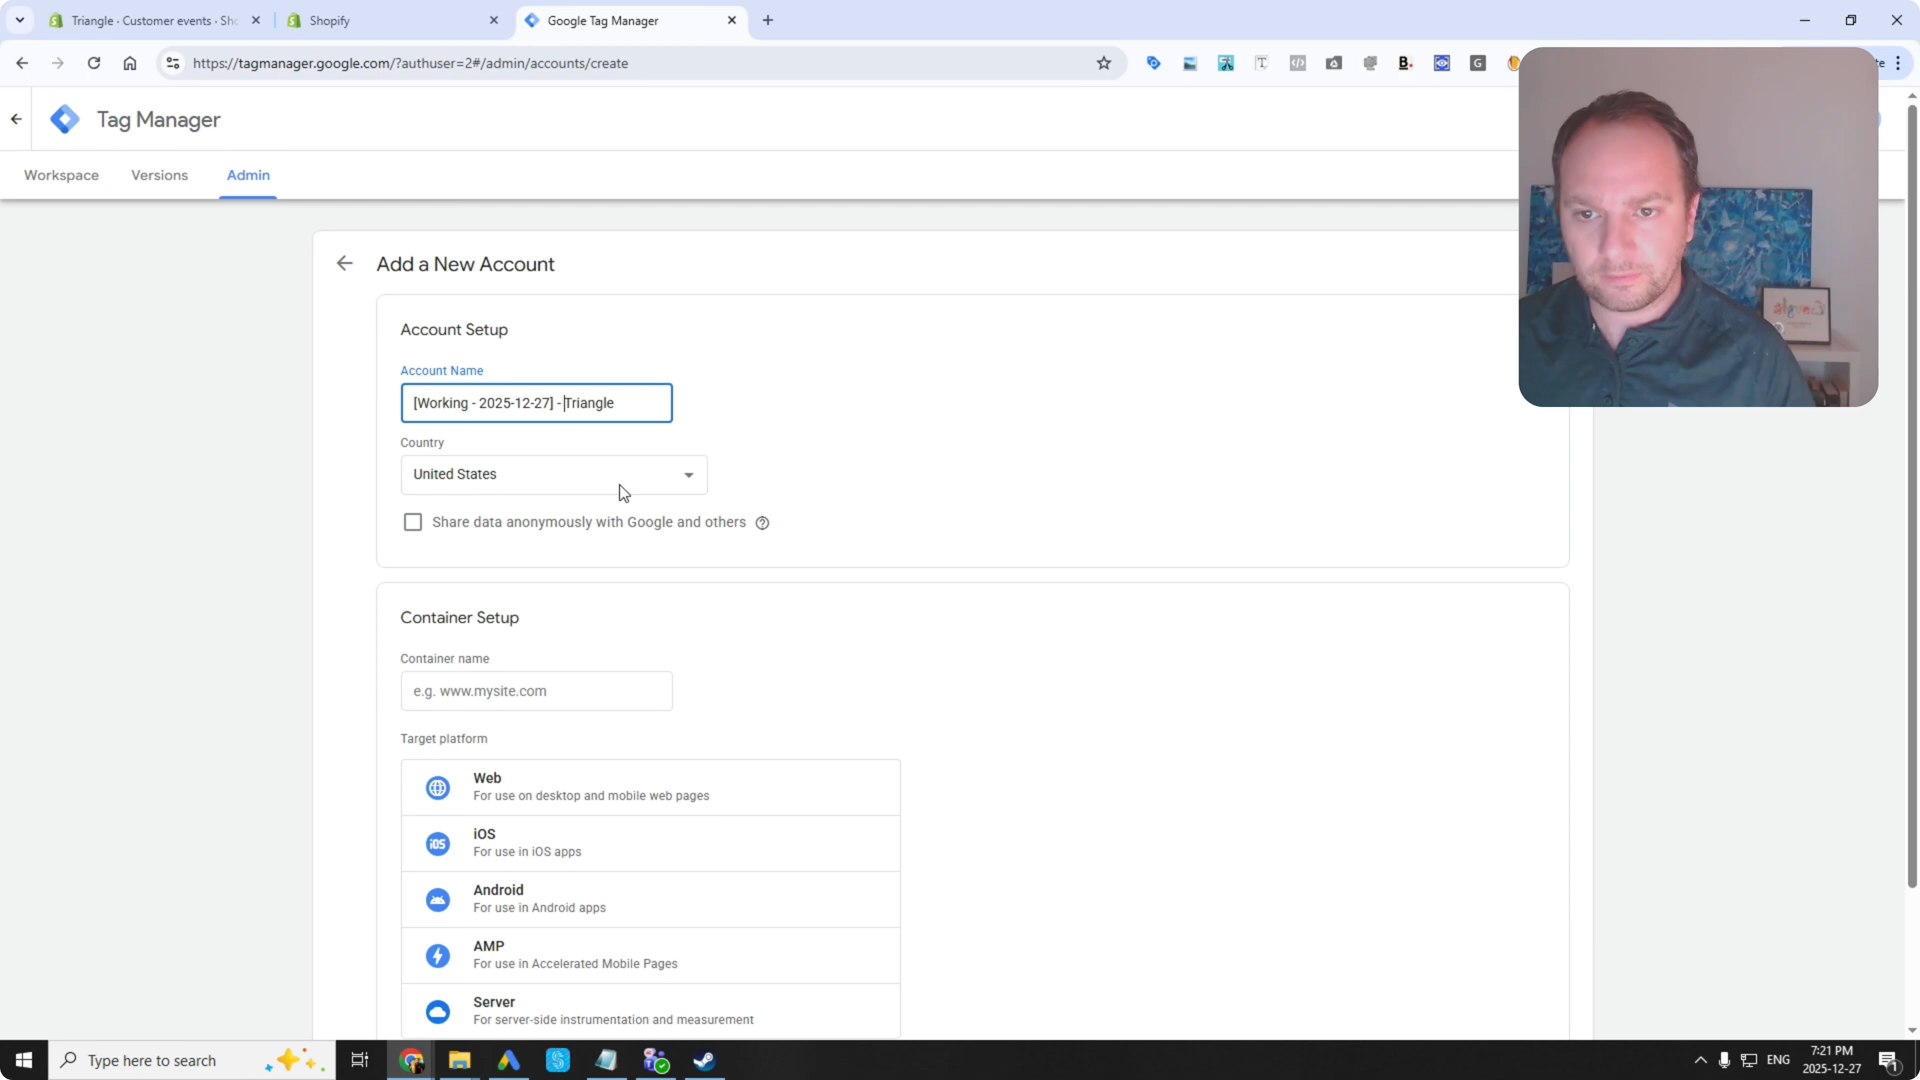 Triangle · Customer events · Sh
Shopify
Google Tag Manager
https://tagmanager.google.com/?authuser=2#/admin/accounts/create
Tag Manager
Workspace
Versions
Admin
Add a New Account
Account Setup
Account Name
[Working - 2025-12-27] -Triangle
Country
United States
Share data anonymously with Google and others
Container Setup
Container name
e.g. www.mysite.com
Target platform
Web
For use on desktop and mobile web pages
iOS
iOS
For use in iOS apps
Android
For use in Android apps
AMP
For use in Accelerated Mobile Pages
Server
For server-side instrumentation and measurement
Type here to search
ENG
7:21 PM
2025-12-27
1